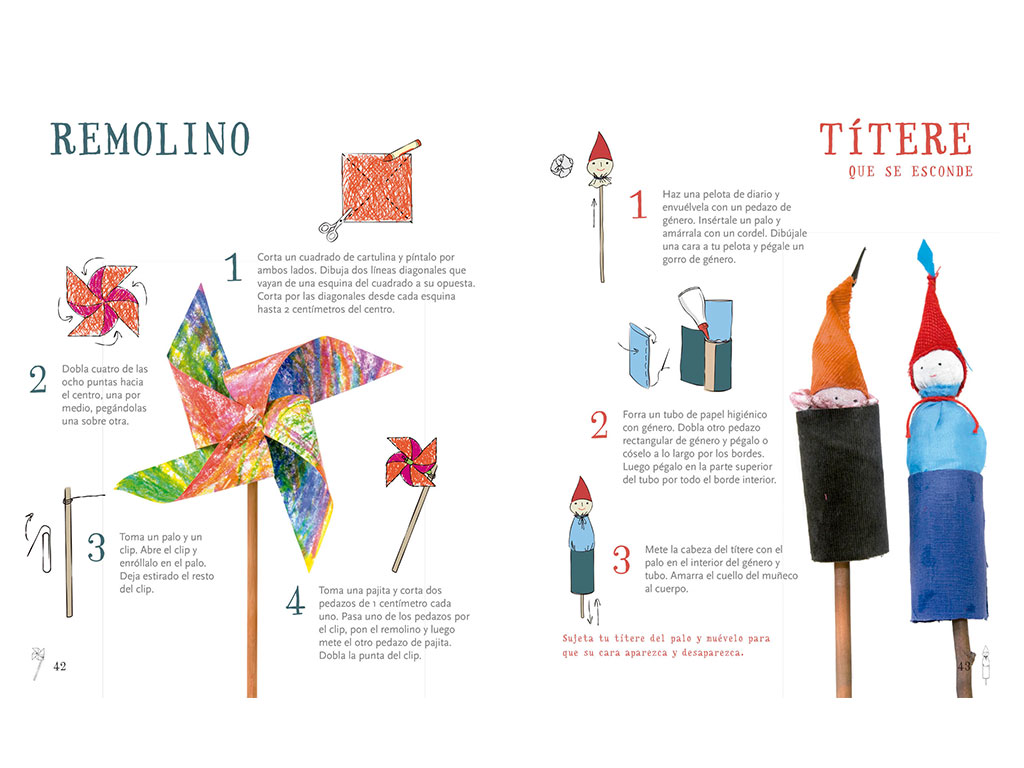 REMOLINO
1
Corta un cuadrado de cartulina y píntalo por
ambos lados. Dibuja dos líneas diagonales que
vayan de una esquina del cuadrado a su opuesta.
Corta por las diagonales desde cada esquina
hasta 2 centímetros del centro.
2
Dobla cuatro de las
ocho puntas hacia
el centro, una por
medio, pegándolas
una sobre otra.
3
Toma un palo y un
clip. Abre el clip y
enróllalo en el palo.
Deja estirado el resto
del clip.
4
Toma una pajita y corta dos
pedazos de 1 centímetro cada
uno. Pasa uno de los pedazos por
el clip, pon el remolino y luego
mete el otro pedazo de pajita.
Dobla la punta del clip.
42
TÍTERE
QUE SE ESCONDE
1
Haz una pelota de diario y
envuélvela con un pedazo de
género. Insértale un palo y
amárrala con un cordel. Dibújale
una cara a tu pelota y pégale un
gorro de género.
2
Forra un tubo de papel higiénico
con género. Dobla otro pedazo
rectangular de género y pégalo o
cóselo a lo largo por los bordes.
Luego pégalo en la parte superior
del tubo por todo el borde interior.
3
Mete la cabeza del títere con el
palo en el interior del género y
tubo. Amarra el cuello del muñeco
al cuerpo.
Sujeta tu títere del palo y muévelo para
que su cara aparezca y desaparezca.
43